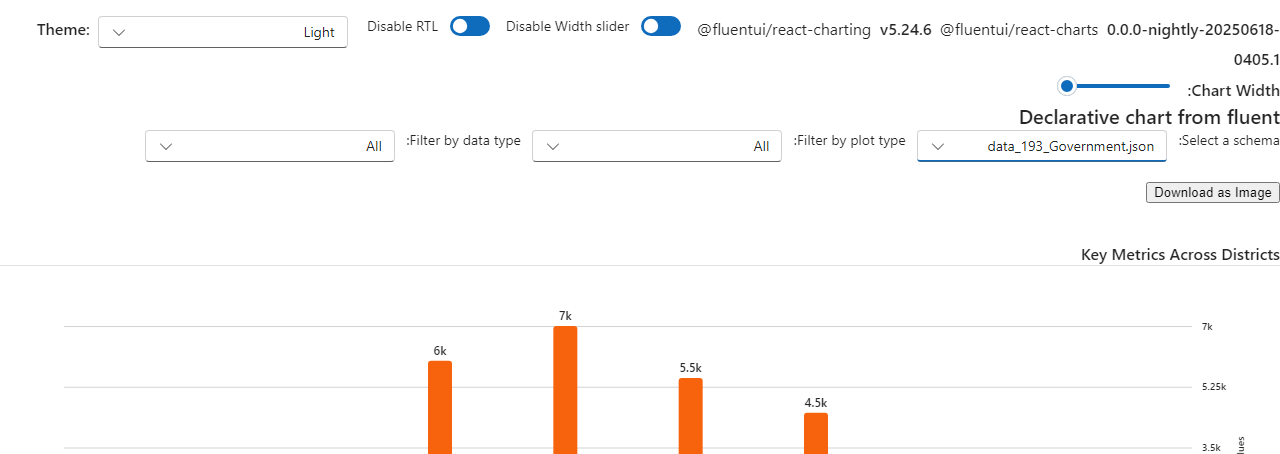 Theme: Light Disable RTL Disable Width slider @fluentui/react-charting v5.24.6 @fluentui/react-charts 0.0.0-nightly-20250618-
0405.1
:Chart Width
Declarative chart from fluent
:Select a schema data_193_Government.json :Filter by plot type All :Filter by data type All
Download as Image
Key Metrics Across Districts
7k
7k
6k
5.5k
5.25k
4.5k
3.5k